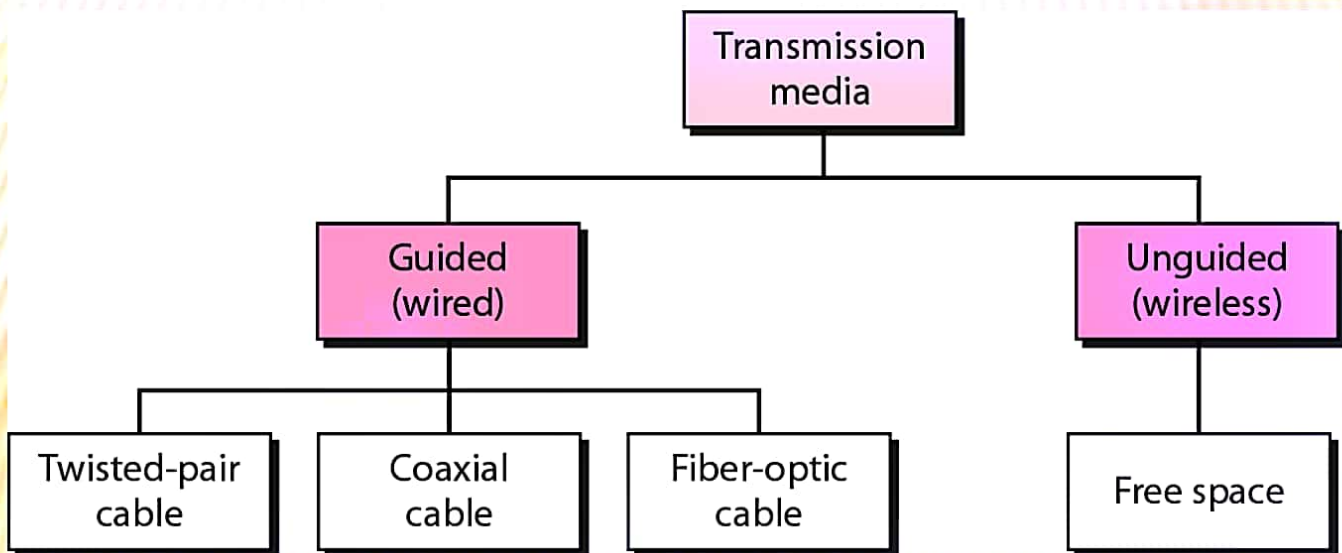 Transmission
media
Guided
(wired)
Unguided
(wireless)
Twisted-pair
cable
Coaxial
cable
Fiber-optic
cable
Free space